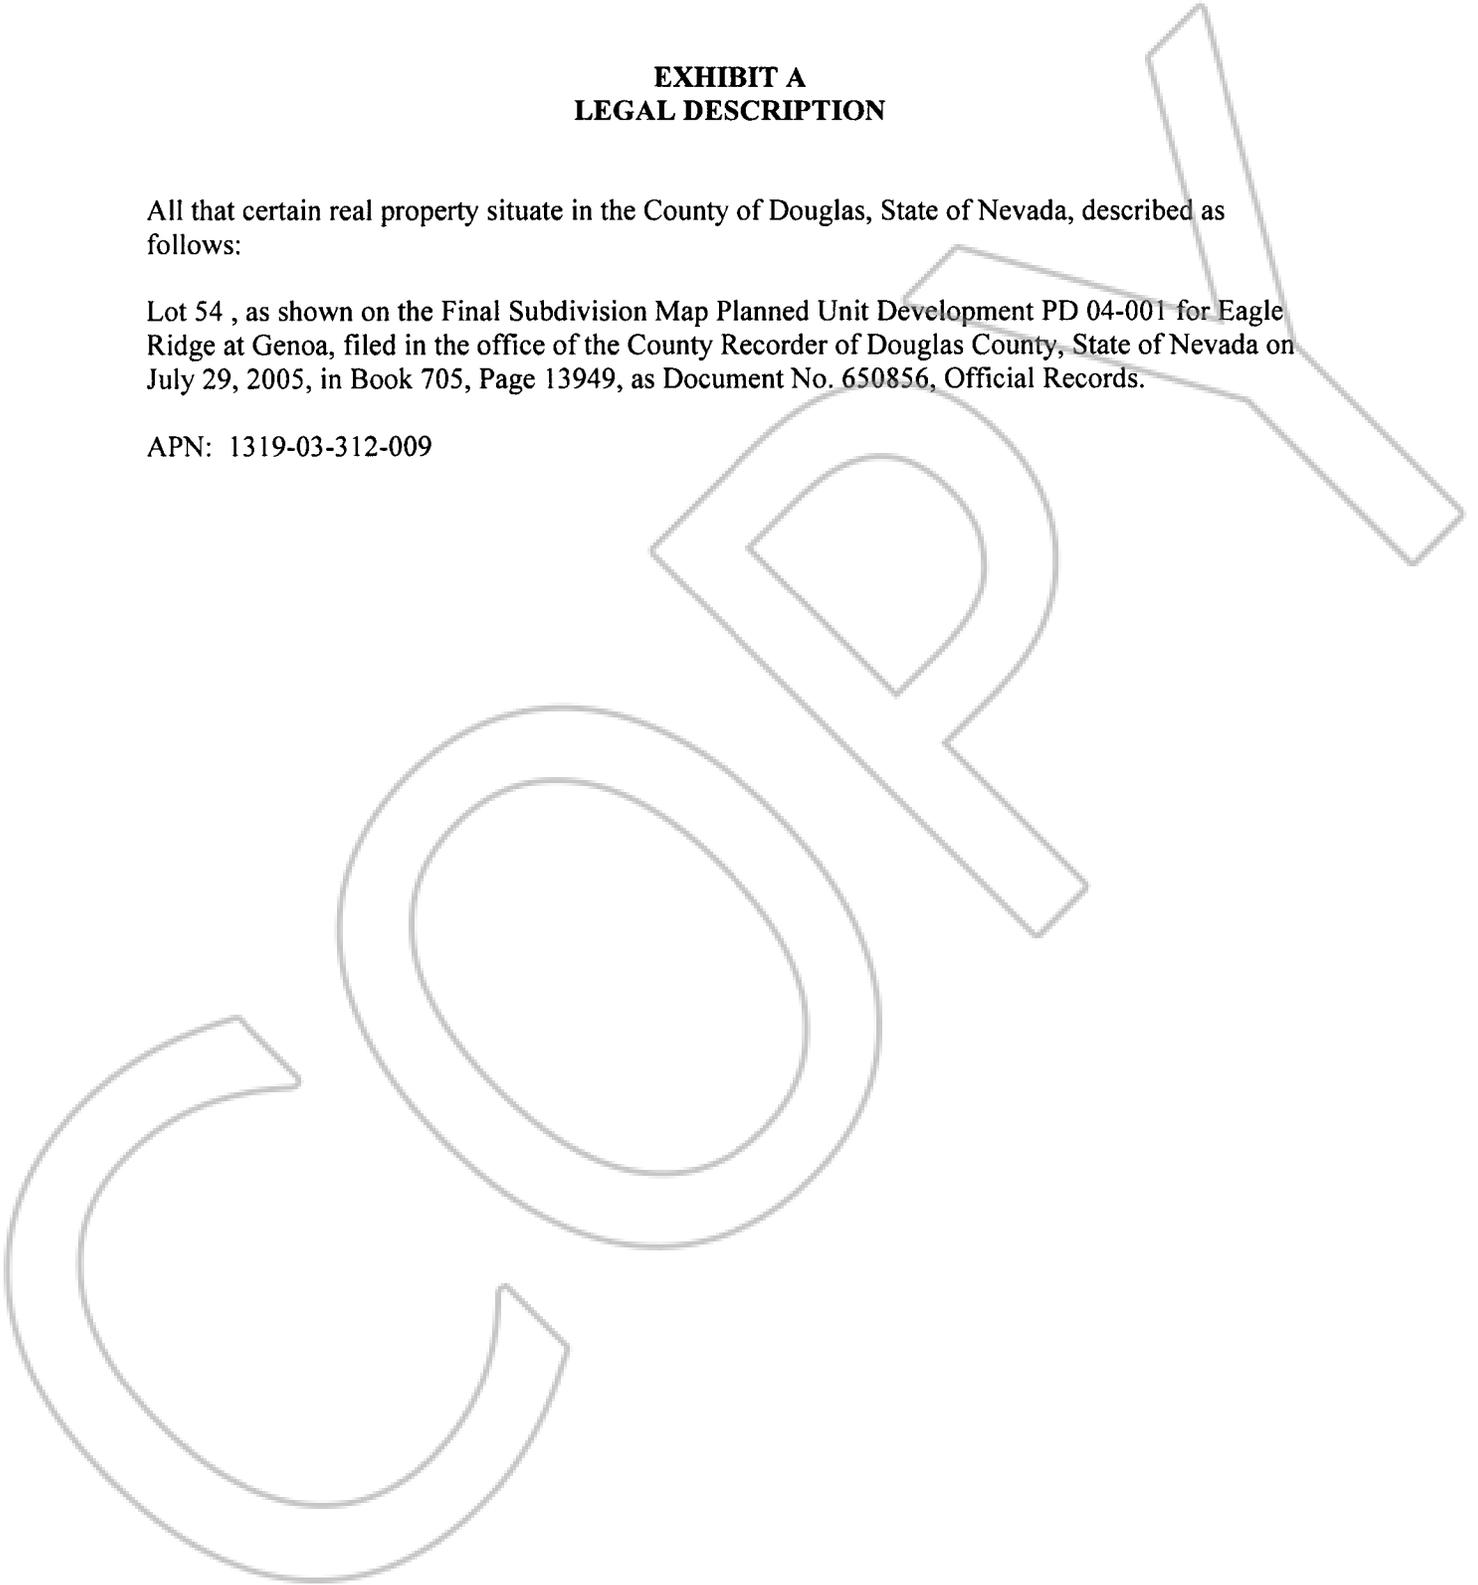 EXHIBIT A
LEGAL DESCRIPTION
All that certain real property situate in the County of Douglas, State of Nevada, described as
follows:
Lot 54 , as shown on the Final Subdivision Map Planned Unit Development PD 04-001 for Eagle
Ridge at Genoa, filed in the office of the County Recorder of Douglas County, State of Nevada on
July 29, 2005, in Book 705, Page 13949, as Document No. 650856, Official Records.
APN: 1319-03-312-009
COPY